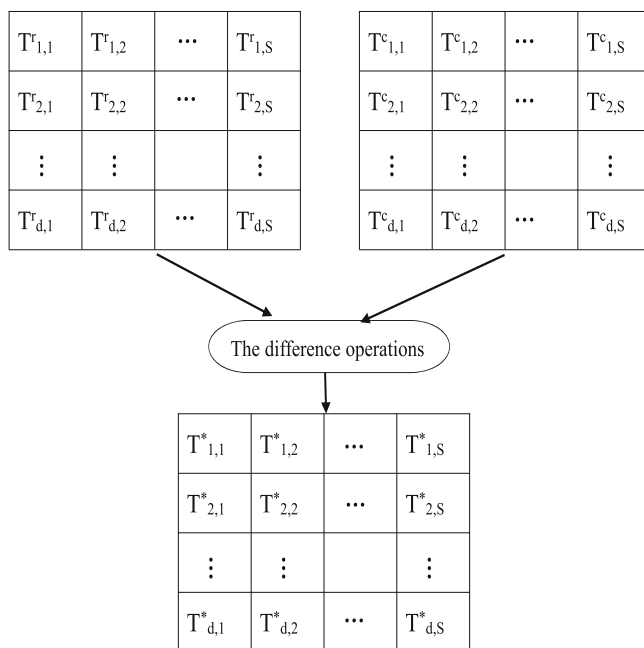 Tʳ1,1 Tʳ1,2 ... Tʳ1,S
Tʳ2,1 Tʳ2,2 ... Tʳ2,S
⋮ ⋮ ⋮
Tʳd,1 Tʳd,2 ... Tʳd,S
Tᶜ1,1 Tᶜ1,2 ... Tᶜ1,S
Tᶜ2,1 Tᶜ2,2 ... Tᶜ2,S
⋮ ⋮ ⋮
Tᶜd,1 Tᶜd,2 ... Tᶜd,S
The difference operations
T*1,1 T*1,2 ... T*1,S
T*2,1 T*2,2 ... T*2,S
⋮ ⋮ ⋮
T*d,1 T*d,2 ... T*d,S